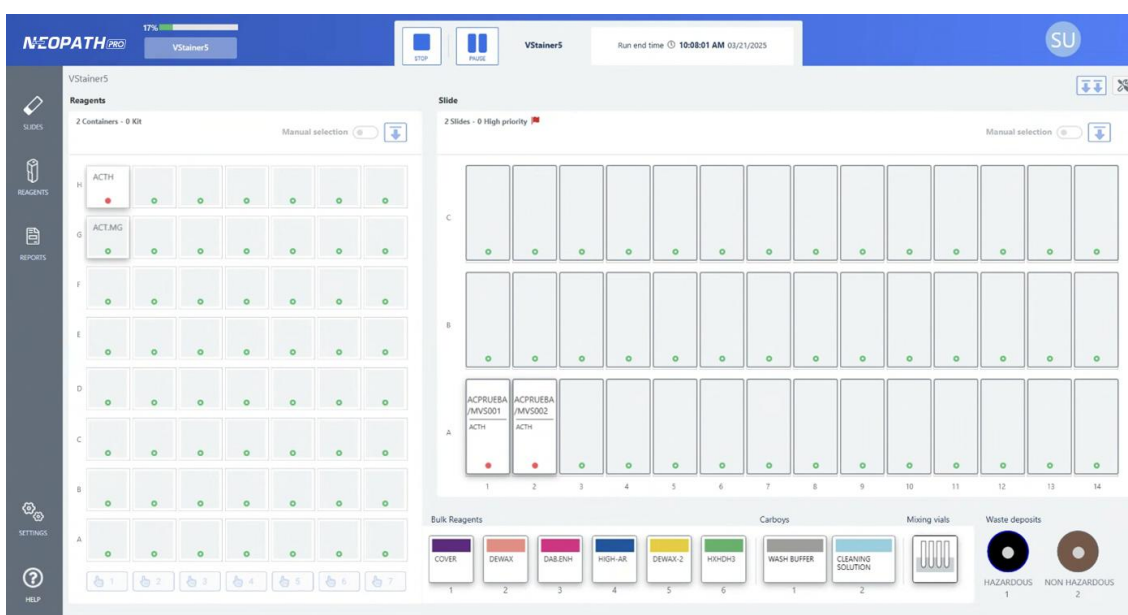 17%
NEOPATH PRO
VStainer5
STOP
PAUSE
VStainer5
Run end time 10:08:01 AM 03/21/2025
SU
VStainer5
SLIDES
REAGENTS
REPORTS
SETTINGS
HELP
Reagents
2 Containers - 0 Kit
Manual selection
H
ACTH
G
ACT.MG
F
E
D
C
B
A
1 2 3 4 5 6 7
Slide
2 Slides - 0 High priority
Manual selection
C
B
A
ACPRUEBA
/MVS001
ACTH
ACPRUEBA
/MVS002
ACTH
1 2 3 4 5 6 7 8 9 10 11 12 13 14
Bulk Reagents
COVER
DEWAX
DAB.ENH
HIGH-AR
DEWAX-2
HXHDH3
1 2 3 4 5 6
Carboys
WASH BUFFER
CLEANING
SOLUTION
1 2
Mixing vials
Waste deposits
HAZARDOUS
1
NON HAZARDOUS
2